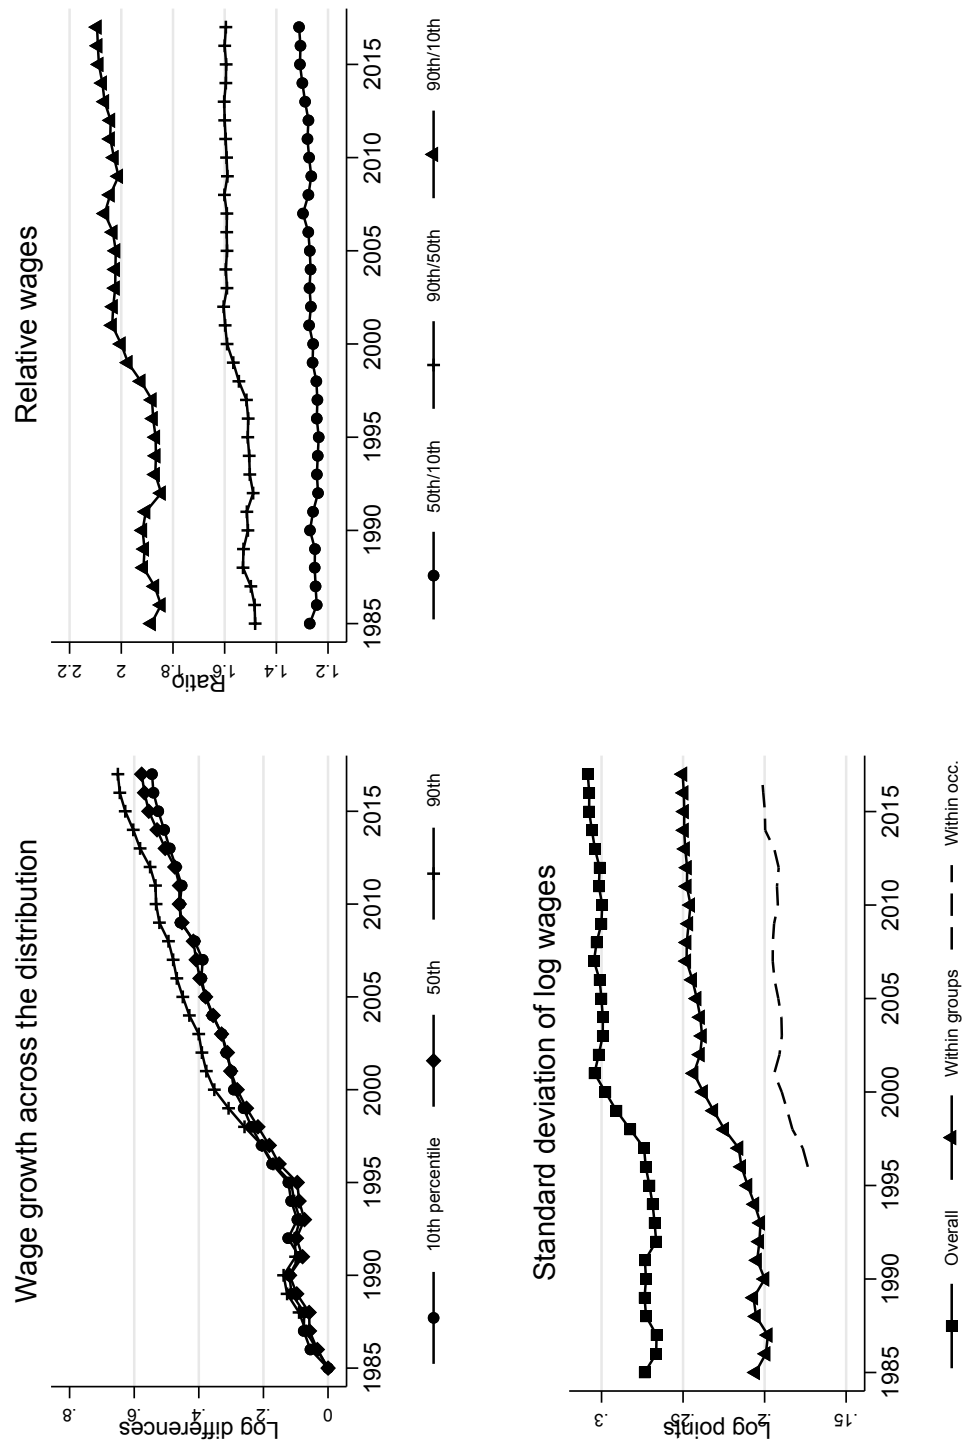 Wage growth across the distribution
Log differences
0 .2 .4 .6 .8
1985 1990 1995 2000 2005 2010 2015
10th percentile 50th 90th
Relative wages
Ratio
1.2 1.4 1.6 1.8 2 2.2
1985 1990 1995 2000 2005 2010 2015
50th/10th 90th/50th 90th/10th
Standard deviation of log wages
Log points
.15 .2 .25 .3
1985 1990 1995 2000 2005 2010 2015
Overall Within groups Within occ.